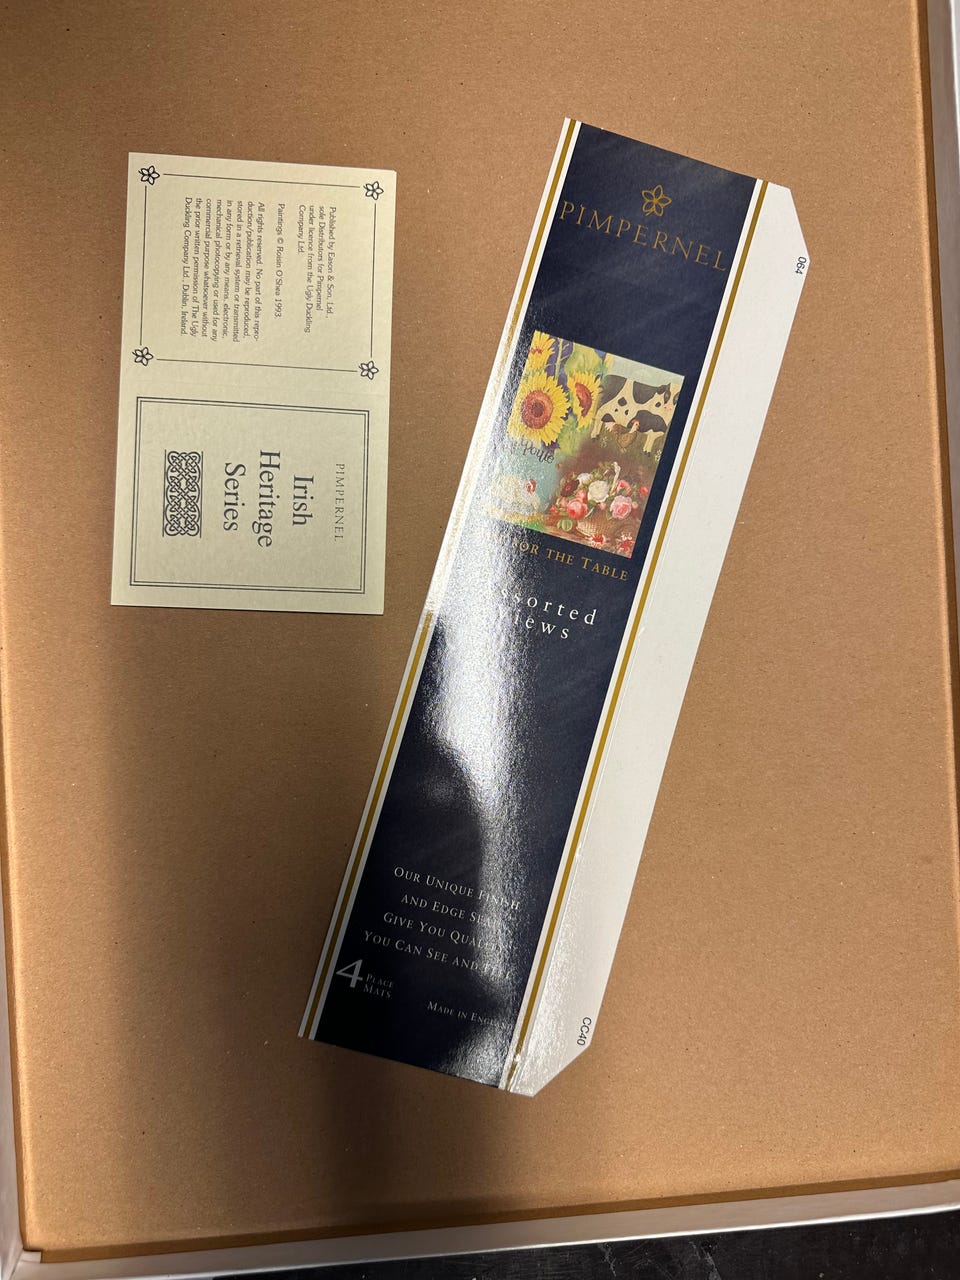 Published by Eason & Son, Ltd.,
sole Distributors for Pimpernel
under licence from the Ugly Duckling
Company Ltd.
Paintings © Roisin O'Shea 1993.
All rights reserved. No part of this repro-
duction/publication may be reproduced,
stored in a retrieval system or transmitted
in any form or by any means, electronic,
mechanical photocopying or used for any
commercial purpose whatsoever without
the prior written permission of The Ugly
Duckling Company Ltd., Dublin, Ireland.
PIMPERNEL
Irish
Heritage
Series
PIMPERNEL
Poule
OR THE TABLE
sorted
iews
OUR UNIQUE FINISH
AND EDGE
GIVE YOU
YOU CAN SEE AND
4 PLACE
MATS
MADE IN ENGLAND
064
CC40